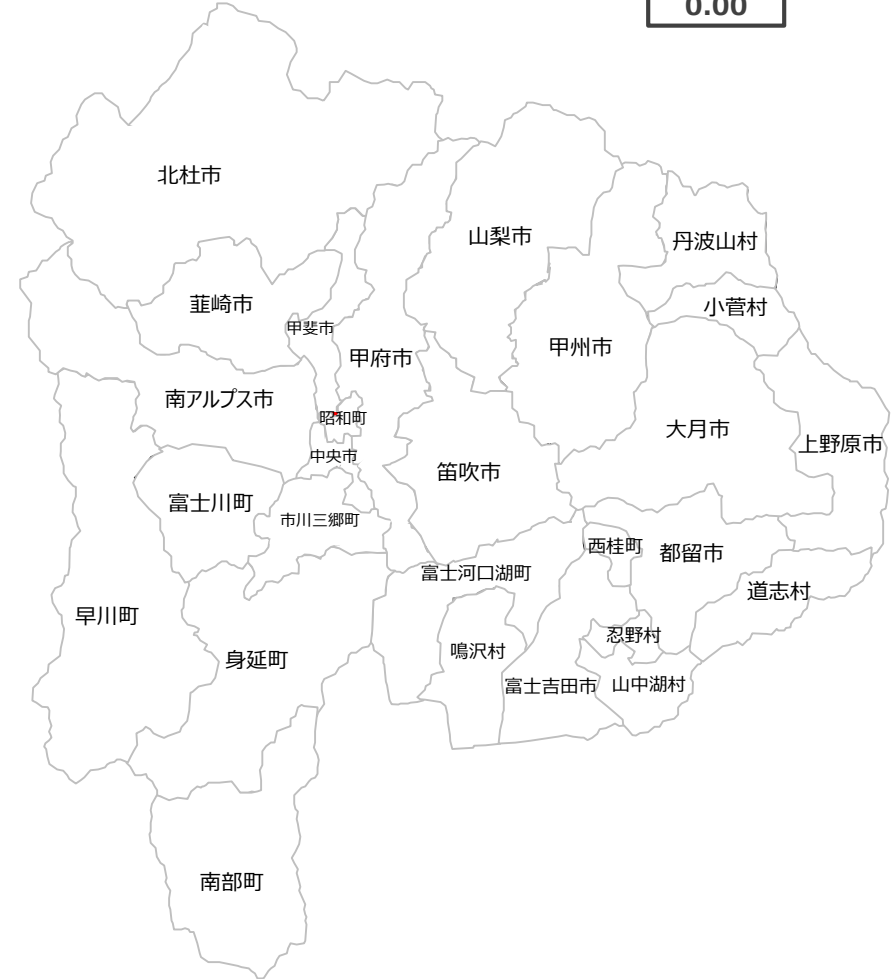 0.00
北杜市
山梨市
丹波山村
韮崎市
小菅村
甲斐市
甲州市
甲府市
南アルプス市
昭和町
大月市
上野原市
中央市
笛吹市
富士川町
市川三郷町
西桂町
都留市
富士河口湖町
道志村
早川町
忍野村
鳴沢村
身延町
山中湖村
富士吉田市
南部町